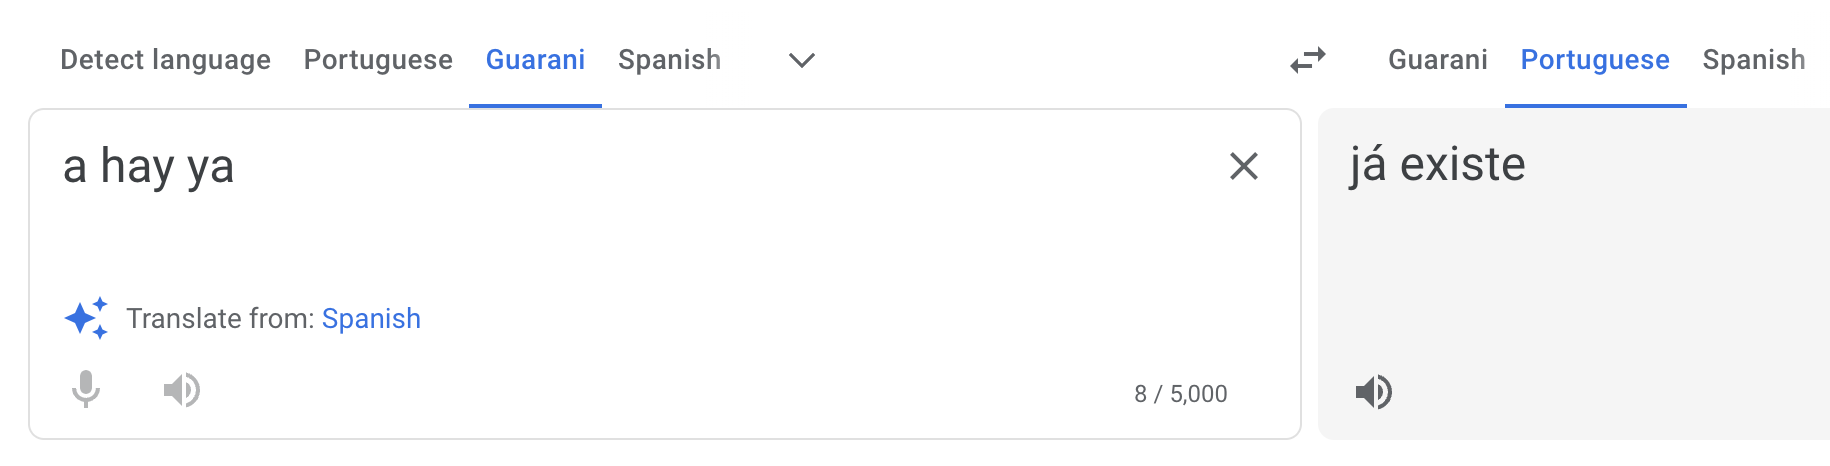 Detect language Portuguese Guarani Spanish Guarani Portuguese Spanish
a hay ya
já existe
Translate from: Spanish
8 / 5,000